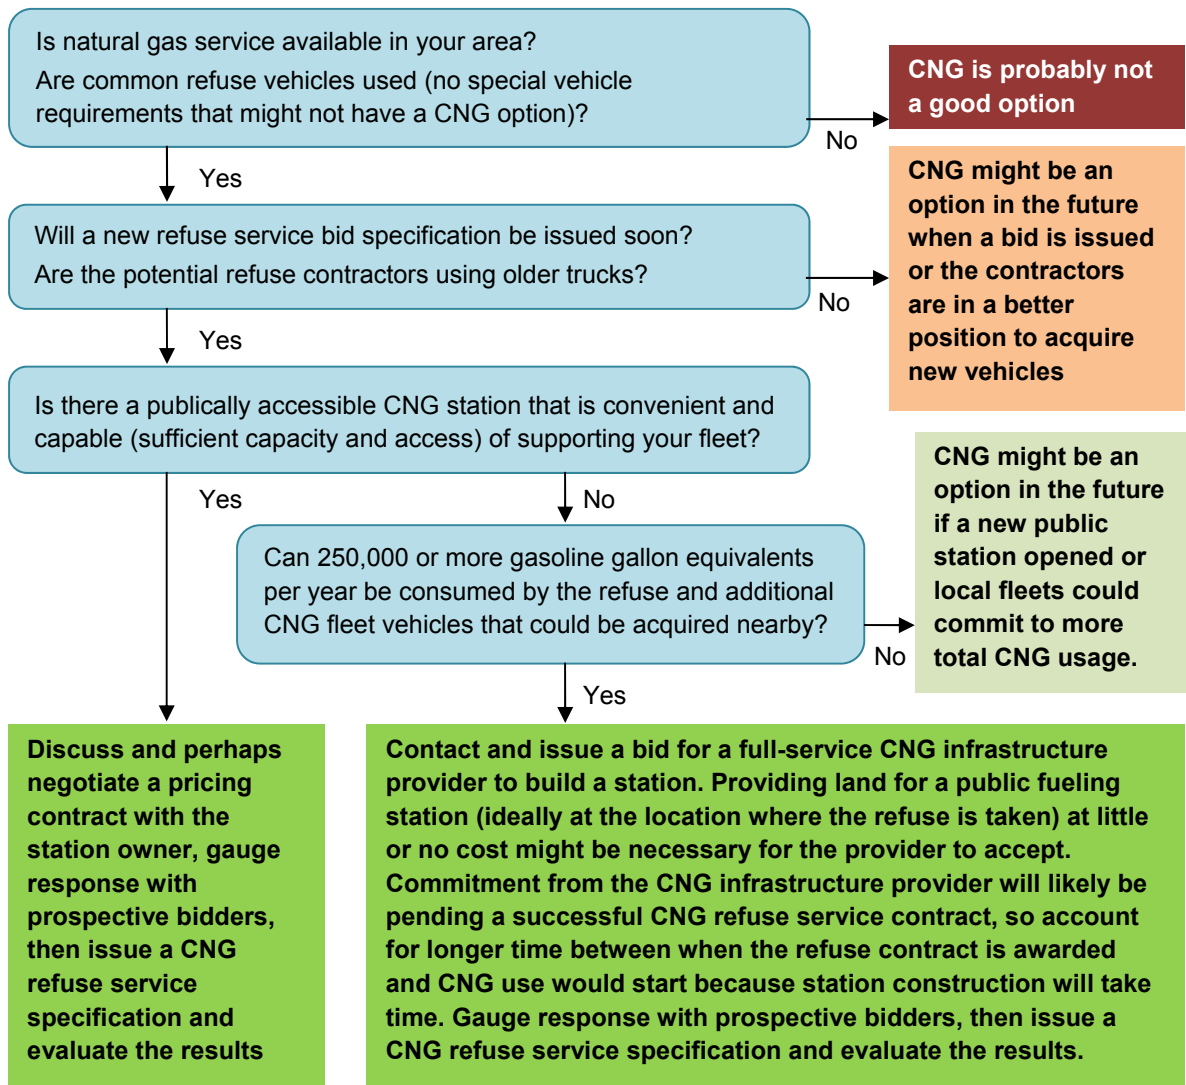 Is natural gas service available in your area?
Are common refuse vehicles used (no special vehicle
requirements that might not have a CNG option)?
No
CNG is probably not
a good option
Yes
Will a new refuse service bid specification be issued soon?
Are the potential refuse contractors using older trucks?
No
CNG might be an
option in the future
when a bid is issued
or the contractors
are in a better
position to acquire
new vehicles
Yes
Is there a publically accessible CNG station that is convenient and
capable (sufficient capacity and access) of supporting your fleet?
Yes
No
Can 250,000 or more gasoline gallon equivalents
per year be consumed by the refuse and additional
CNG fleet vehicles that could be acquired nearby?
No
CNG might be an
option in the future
if a new public
station opened or
local fleets could
commit to more
total CNG usage.
Yes
Discuss and perhaps
negotiate a pricing
contract with the
station owner, gauge
response with
prospective bidders,
then issue a CNG
refuse service
specification and
evaluate the results
Contact and issue a bid for a full-service CNG infrastructure
provider to build a station. Providing land for a public fueling
station (ideally at the location where the refuse is taken) at little
or no cost might be necessary for the provider to accept.
Commitment from the CNG infrastructure provider will likely be
pending a successful CNG refuse service contract, so account
for longer time between when the refuse contract is awarded
and CNG use would start because station construction will take
time. Gauge response with prospective bidders, then issue a
CNG refuse service specification and evaluate the results.